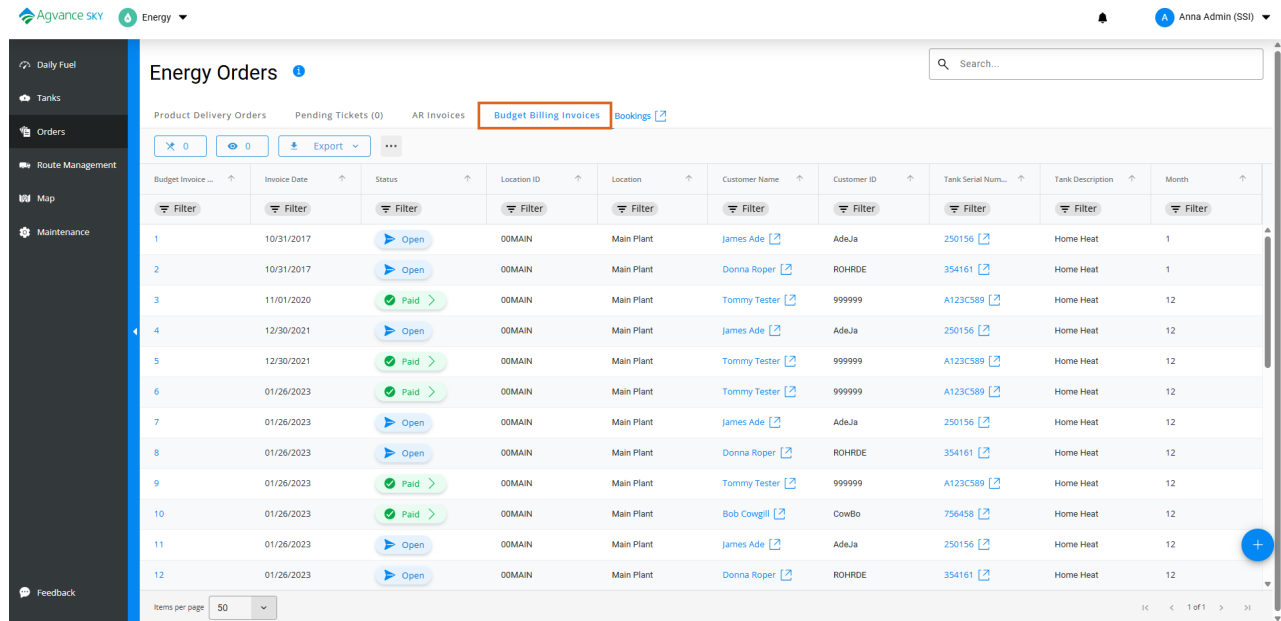 Agvance SKY Energy Anna Admin (SSI)
A
Daily Fuel
Tanks
Orders
Route Management
Map
Maintenance
Feedback
Energy Orders
Search...
Product Delivery Orders Pending Tickets (0) AR Invoices Budget Billing Invoices Bookings
0 0 Export ...
Budget Invoice ... Invoice Date Status Location ID Location Customer Name Customer ID Tank Serial Num... Tank Description Month
Filter Filter Filter Filter Filter Filter Filter Filter Filter Filter
1 10/31/2017 Open 00MAIN Main Plant James Ade AdeJa 250156 Home Heat 1
2 10/31/2017 Open 00MAIN Main Plant Donna Roper ROHRDE 354161 Home Heat 1
3 11/01/2020 Paid 00MAIN Main Plant Tommy Tester 999999 A123C589 Home Heat 12
4 12/30/2021 Open 00MAIN Main Plant James Ade AdeJa 250156 Home Heat 12
5 12/30/2021 Paid 00MAIN Main Plant Tommy Tester 999999 A123C589 Home Heat 12
6 01/26/2023 Paid 00MAIN Main Plant Tommy Tester 999999 A123C589 Home Heat 12
7 01/26/2023 Open 00MAIN Main Plant James Ade AdeJa 250156 Home Heat 12
8 01/26/2023 Open 00MAIN Main Plant Donna Roper ROHRDE 354161 Home Heat 12
9 01/26/2023 Paid 00MAIN Main Plant Tommy Tester 999999 A123C589 Home Heat 12
10 01/26/2023 Paid 00MAIN Main Plant Bob Cowgill CowBo 756458 Home Heat 12
11 01/26/2023 Open 00MAIN Main Plant James Ade AdeJa 250156 Home Heat 12
12 01/26/2023 Open 00MAIN Main Plant Donna Roper ROHRDE 354161 Home Heat 12
Items per page 50 1 of 1